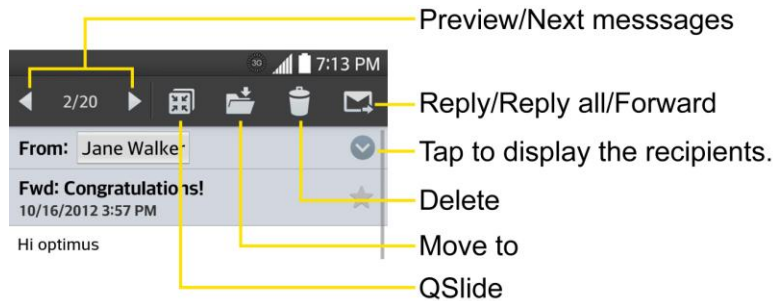 Preview/Next messsages
3G 7:13 PM
2/20
Reply/Reply all/Forward
From: Jane Walker
Tap to display the recipients.
Fwd: Congratulations!
10/16/2012 3:57 PM
Delete
Hi optimus
Move to
QSlide